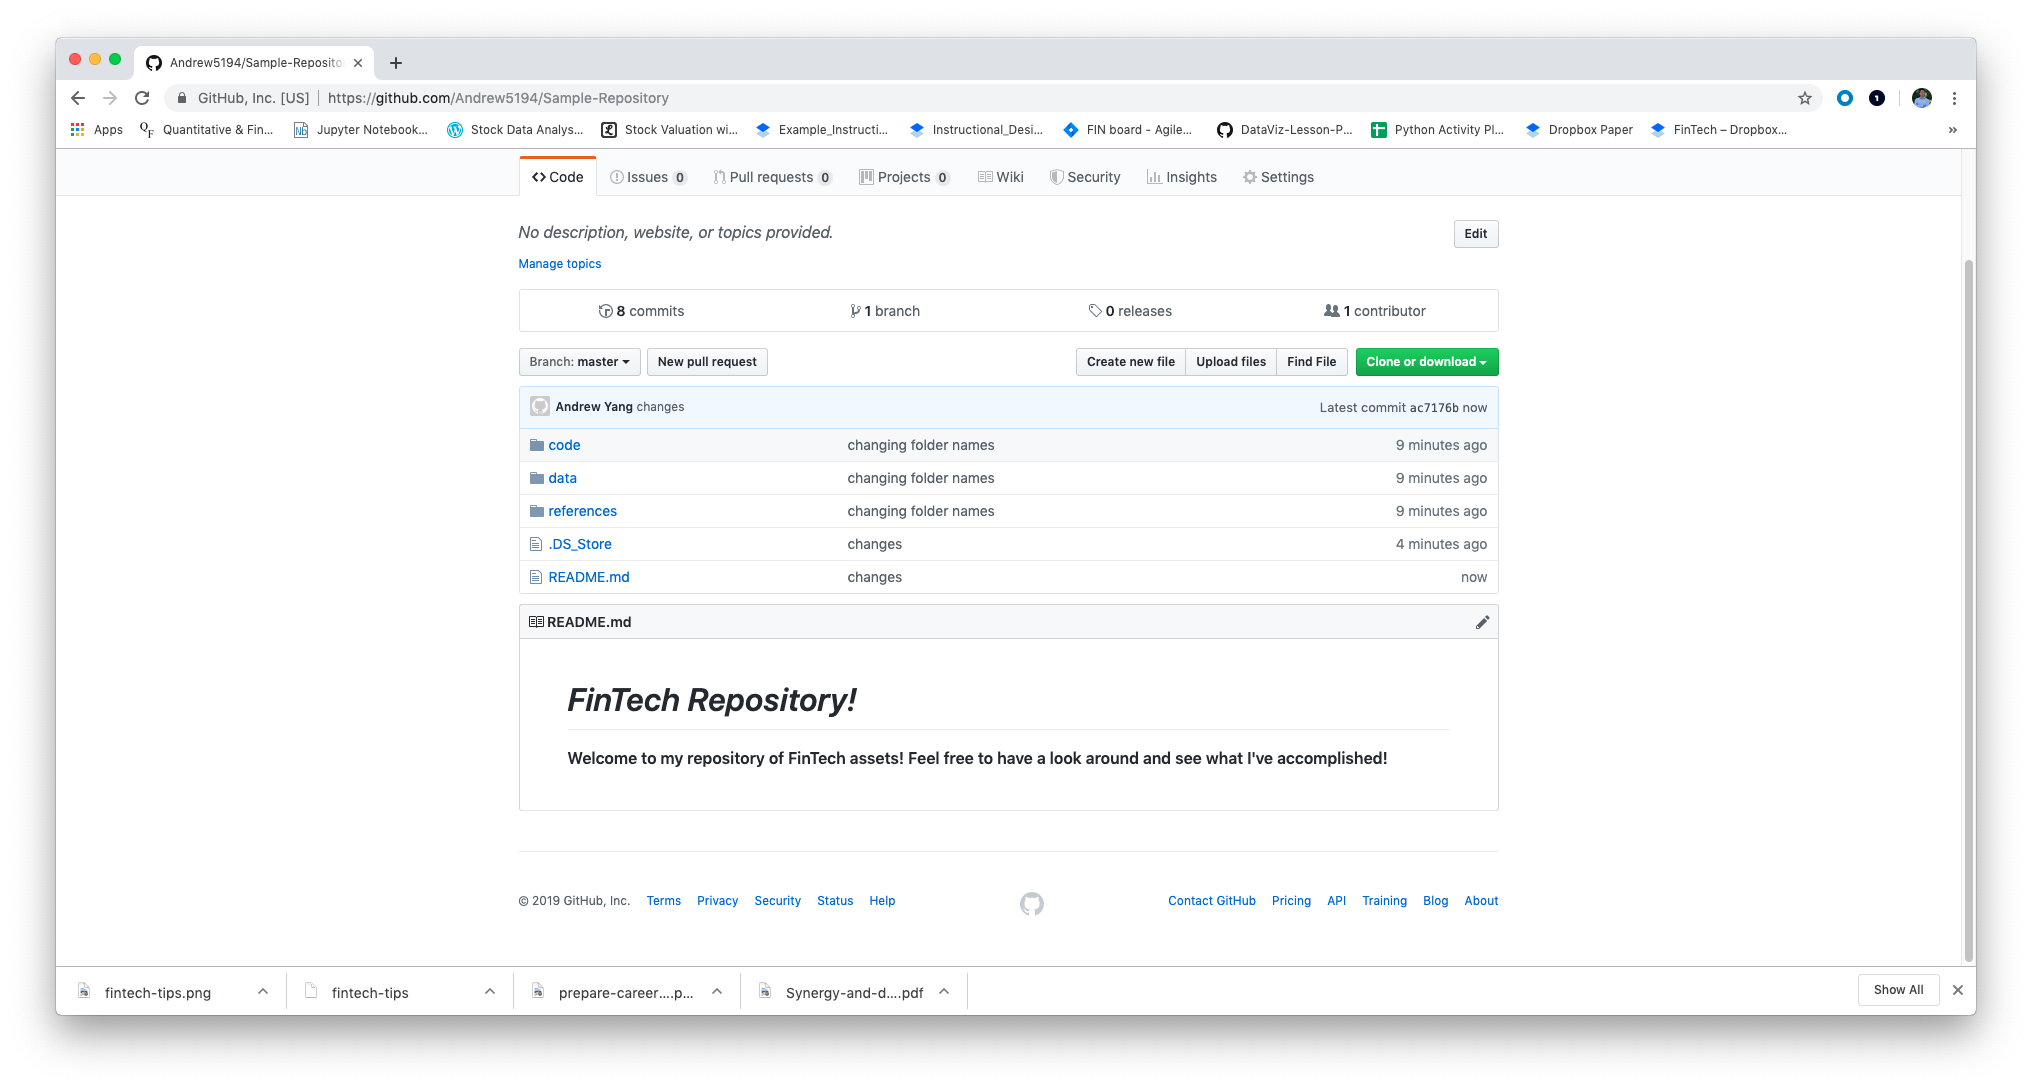 Andrew5194/Sample-Reposito
GitHub, Inc. [US] | https://github.com/Andrew5194/Sample-Repository
Apps QF Quantitative & Fin... Nb Jupyter Notebook... Stock Data Analys... Stock Valuation wi... Example_Instructi... Instructional_Desi... FIN board - Agile... DataViz-Lesson-P... Python Activity Pl... Dropbox Paper FinTech – Dropbox... »
Code Issues 0 Pull requests 0 Projects 0 Wiki Security Insights Settings
No description, website, or topics provided. Edit
Manage topics
8 commits 1 branch 0 releases 1 contributor
Branch: master New pull request Create new file Upload files Find File Clone or download
Andrew Yang changes Latest commit ac7176b now
code changing folder names 9 minutes ago
data changing folder names 9 minutes ago
references changing folder names 9 minutes ago
.DS_Store changes 4 minutes ago
README.md changes now
README.md
FinTech Repository!
Welcome to my repository of FinTech assets! Feel free to have a look around and see what I've accomplished!
© 2019 GitHub, Inc. Terms Privacy Security Status Help Contact GitHub Pricing API Training Blog About
fintech-tips.png fintech-tips prepare-career....p... Synergy-and-d....pdf Show All